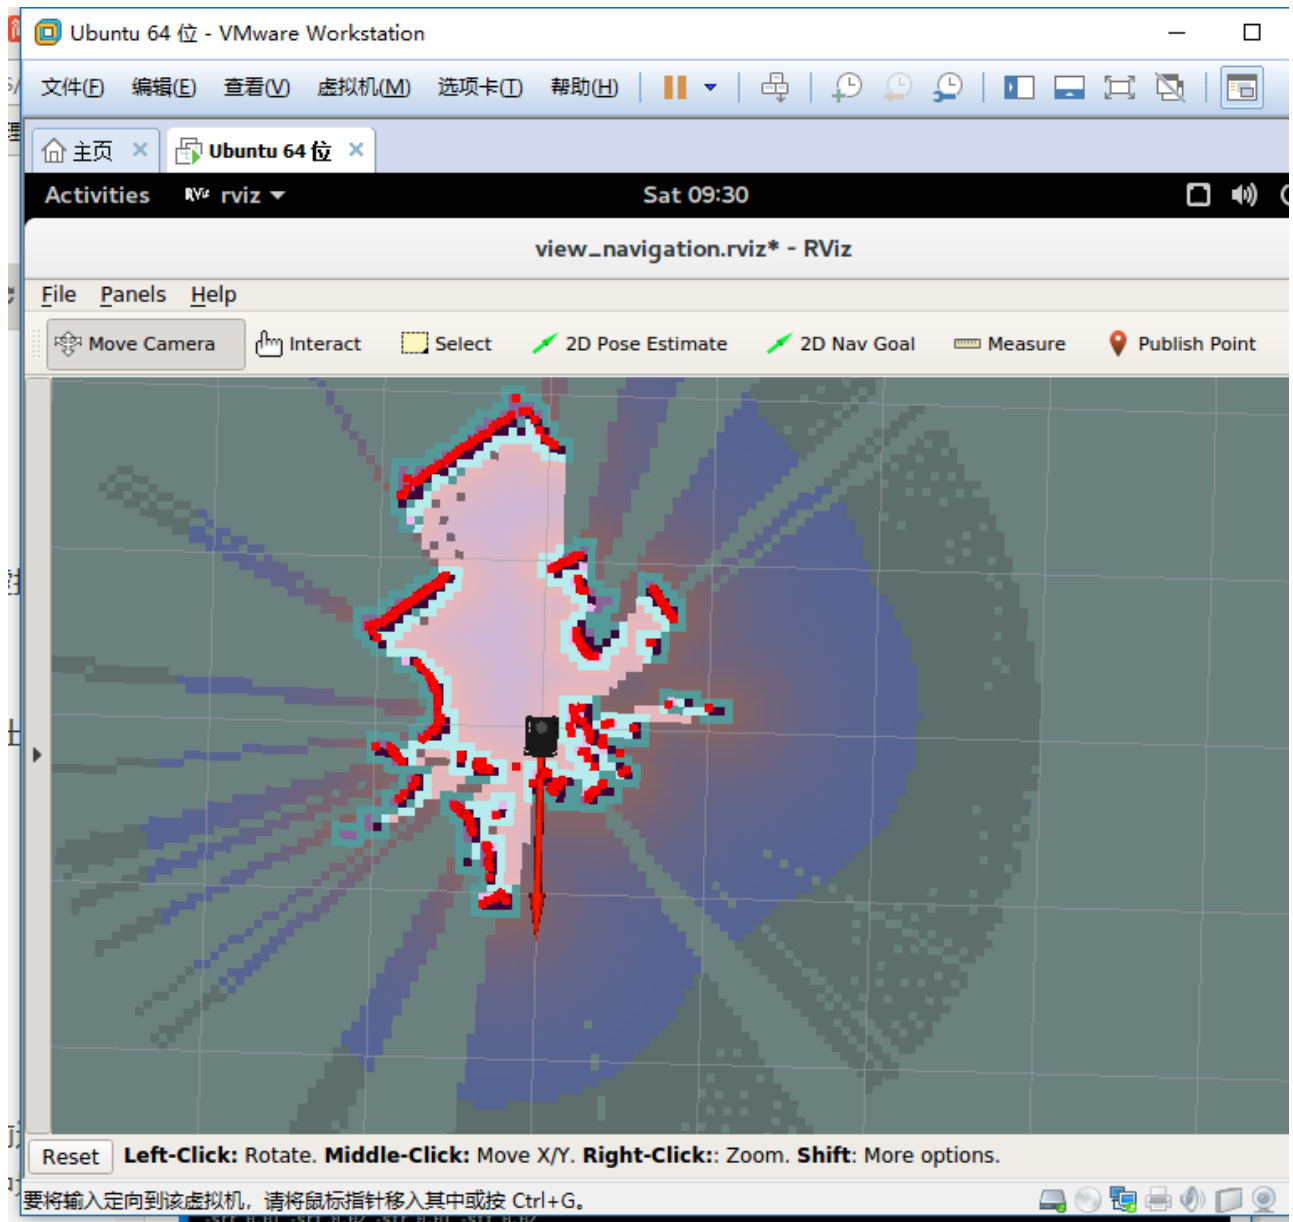 Ubuntu 64 位 - VMware Workstation
文件(F) 编辑(E) 查看(V) 虚拟机(M) 选项卡(T) 帮助(H)
主页 Ubuntu 64 位
Activities rviz Sat 09:30
view_navigation.rviz* - RViz
File Panels Help
Move Camera Interact Select 2D Pose Estimate 2D Nav Goal Measure Publish Point
Reset Left-Click: Rotate. Middle-Click: Move X/Y. Right-Click:: Zoom. Shift: More options.
要将输入定向到该虚拟机，请将鼠标指针移入其中或按 Ctrl+G。